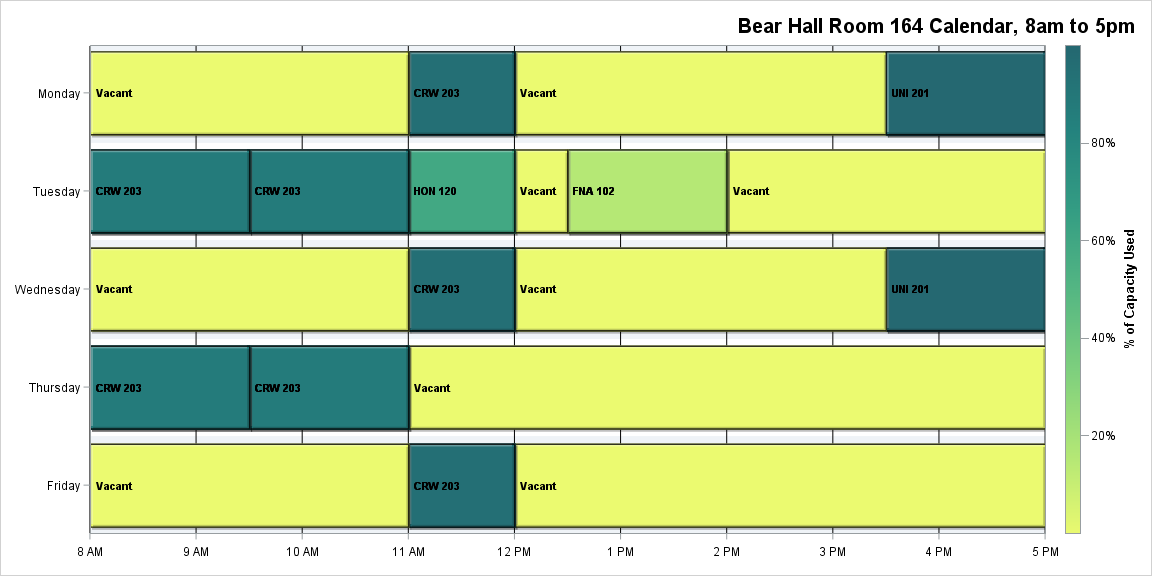 Bear Hall Room 164 Calendar, 8am to 5pm
Monday
Vacant
CRW 203
Vacant
UNI 201
Tuesday
CRW 203
CRW 203
HON 120
Vacant
FNA 102
Vacant
Wednesday
Vacant
CRW 203
Vacant
UNI 201
Thursday
CRW 203
CRW 203
Vacant
Friday
Vacant
CRW 203
Vacant
8 AM
9 AM
10 AM
11 AM
12 PM
1 PM
2 PM
3 PM
4 PM
5 PM
80%
60%
40%
20%
% of Capacity Used